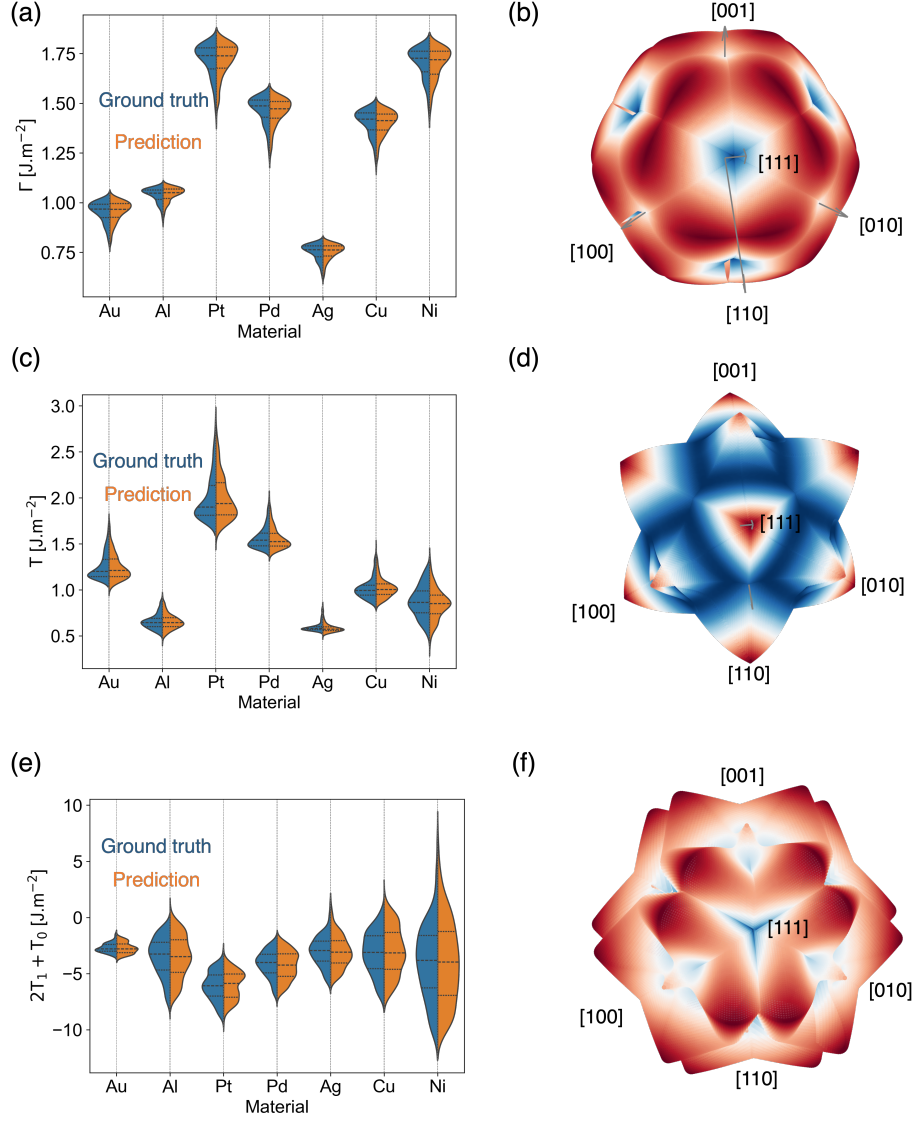 (a)
1.75
1.50
1.25
1.00
0.75
Γ [J.m⁻²]
Ground truth
Prediction
Au Al Pt Pd Ag Cu Ni
Material
(b)
[001]
[111]
[010]
[100]
[110]
(c)
3.0
2.5
2.0
1.5
1.0
0.5
T [J.m⁻²]
Ground truth
Prediction
Au Al Pt Pd Ag Cu Ni
Material
(d)
[001]
[111]
[010]
[100]
[110]
(e)
10
5
0
−5
−10
2T₁ + T₀ [J.m⁻²]
Ground truth
Prediction
Au Al Pt Pd Ag Cu Ni
Material
(f)
[001]
[111]
[010]
[100]
[110]